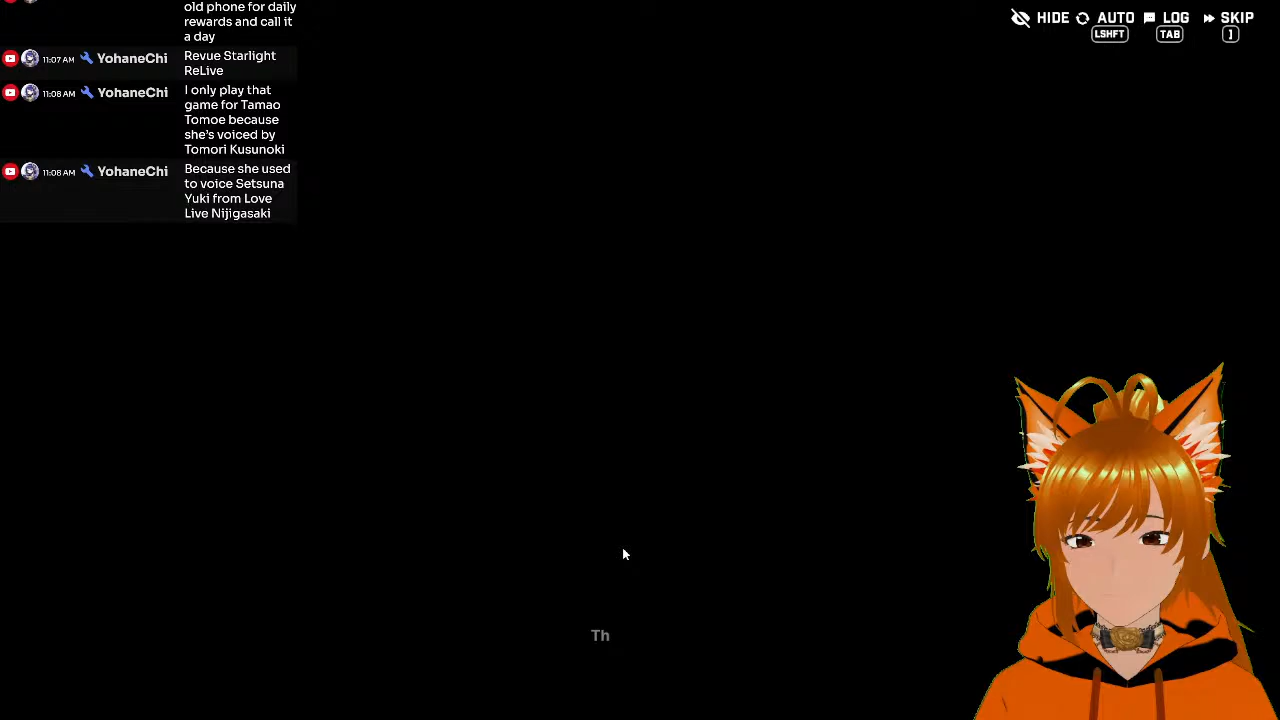 old phone for daily
rewards and call it
a day
HIDE AUTO LOG SKIP
LSHFT TAB ]
11:07 AM YohaneChi Revue Starlight
ReLive
11:08 AM YohaneChi I only play that
game for Tamao
Tomoe because
she's voiced by
Tomori Kusunoki
11:08 AM YohaneChi Because she used
to voice Setsuna
Yuki from Love
Live Nijigasaki
Th